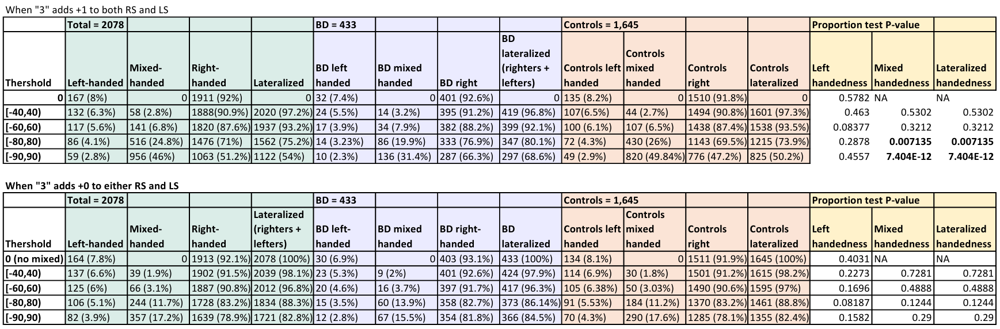 When "3" adds +1 to both RS and LS
Total = 2078 BD = 433 Controls = 1,645 Proportion test P-value
Thershold Left-handed Mixed-handed Right-handed Lateralized BD left handed BD mixed handed BD right BD lateralized (righters + lefters) Controls left handed Controls mixed handed Controls right Controls lateralized Left handedness Mixed handedness Lateralized handedness
0 167 (8%) 0 1911 (92%) 0 32 (7.4%) 0 401 (92.6%) 0 135 (8.2%) 0 1510 (91.8%) 0 0.5782 NA NA
[-40,40) 132 (6.3%) 58 (2.8%) 1888(90.9%) 2020 (97.2%) 24 (5.5%) 14 (3.2%) 395 (91.2%) 419 (96.8%) 107(6.5%) 44 (2.7%) 1494 (90.8%) 1601 (97.3%) 0.463 0.5302 0.5302
[-60,60) 117 (5.6%) 141 (6.8%) 1820 (87.6%) 1937 (93.2%) 17 (3.9%) 34 (7.9%) 382 (88.2%) 399 (92.1%) 100 (6.1%) 107 (6.5%) 1438 (87.4%) 1538 (93.5%) 0.08377 0.3212 0.3212
[-80,80) 86 (4.1%) 516 (24.8%) 1476 (71%) 1562 (75.2%) 14 (3.23%) 86 (19.9%) 333 (76.9%) 347 (80.1%) 72 (4.3%) 430 (26%) 1143 (69.5%) 1215 (73.9%) 0.2878 0.007135 0.007135
[-90,90) 59 (2.8%) 956 (46%) 1063 (51.2%) 1122 (54%) 10 (2.3%) 136 (31.4%) 287 (66.3%) 297 (68.6%) 49 (2.9%) 820 (49.84%) 776 (47.2%) 825 (50.2%) 0.4557 7.404E-12 7.404E-12
When "3" adds +0 to either RS and LS
Total = 2078 BD = 433 Controls = 1,645 Proportion test P-value
Thershold Left-handed Mixed-handed Right-handed Lateralized (righters + lefters) BD left-handed BD mixed handed BD right-handed BD lateralized Controls left handed Controls mixed handed Controls right Controls lateralized Left handedness Mixed handedness Lateralized handedness
0 (no mixed) 164 (7.8%) 0 1913 (92.1%) 2078 (100%) 30 (6.9%) 0 403 (93.1%) 433 (100%) 134 (8.1%) 0 1511 (91.9%) 1645 (100%) 0.4031 NA NA
[-40,40) 137 (6.6%) 39 (1.9%) 1902 (91.5%) 2039 (98.1%) 23 (5.3%) 9 (2%) 401 (92.6%) 424 (97.9%) 114 (6.9%) 30 (1.8%) 1501 (91.2%) 1615 (98.2%) 0.2273 0.7281 0.7281
[-60,60) 125 (6%) 66 (3.1%) 1887 (90.8%) 2012 (96.8%) 20 (4.6%) 16 (3.7%) 397 (91.7%) 417 (96.3%) 105 (6.38%) 50 (3.03%) 1490 (90.6%) 1595 (97%) 0.1696 0.4888 0.4888
[-80,80) 106 (5.1%) 244 (11.7%) 1728 (83.2%) 1834 (88.3%) 15 (3.5%) 60 (13.9%) 358 (82.7%) 373 (86.14%) 91 (5.53%) 184 (11.2%) 1370 (83.2%) 1461 (88.8%) 0.08187 0.1244 0.1244
[-90,90) 82 (3.9%) 357 (17.2%) 1639 (78.9%) 1721 (82.8%) 12 (2.8%) 67 (15.5%) 354 (81.8%) 366 (84.5%) 70 (4.3%) 290 (17.6%) 1285 (78.1%) 1355 (82.4%) 0.1582 0.29 0.29